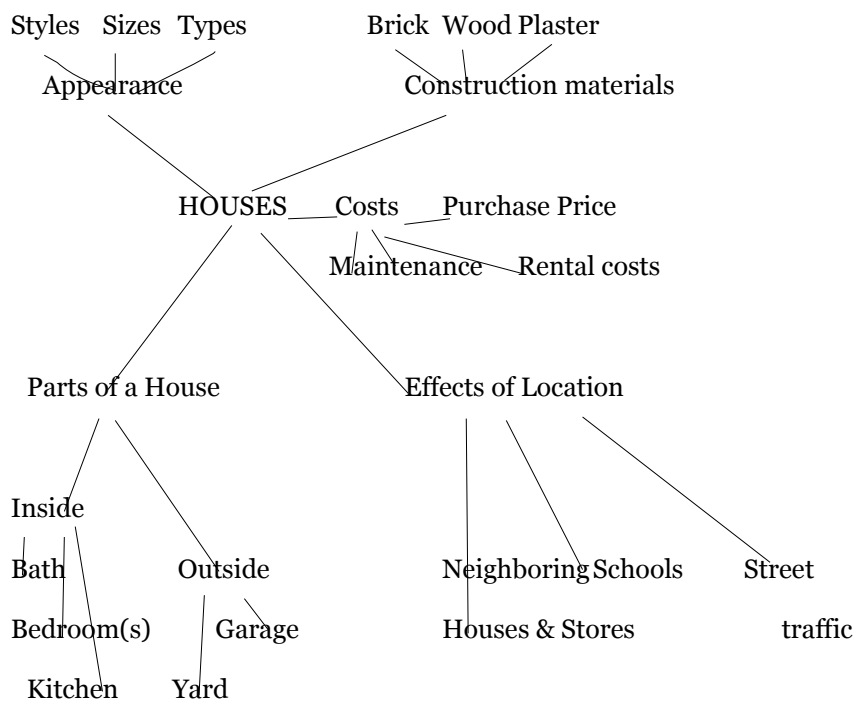 Styles Sizes Types Brick Wood Plaster
Appearance Construction materials
HOUSES Costs Purchase Price
Maintenance Rental costs
Parts of a House Effects of Location
Inside
Bath Outside Neighboring Schools Street
Bedroom(s) Garage Houses & Stores traffic
Kitchen Yard